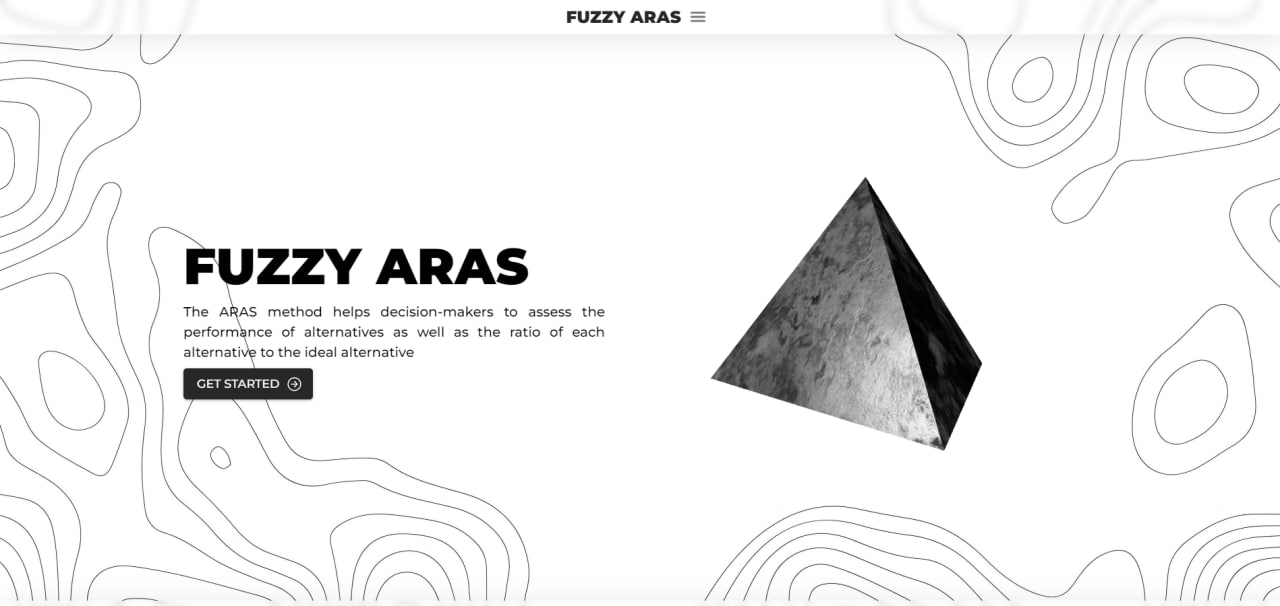 FUZZY ARAS
FUZZY ARAS
The ARAS method helps decision-makers to assess the
performance of alternatives as well as the ratio of each
alternative to the ideal alternative
GET STARTED